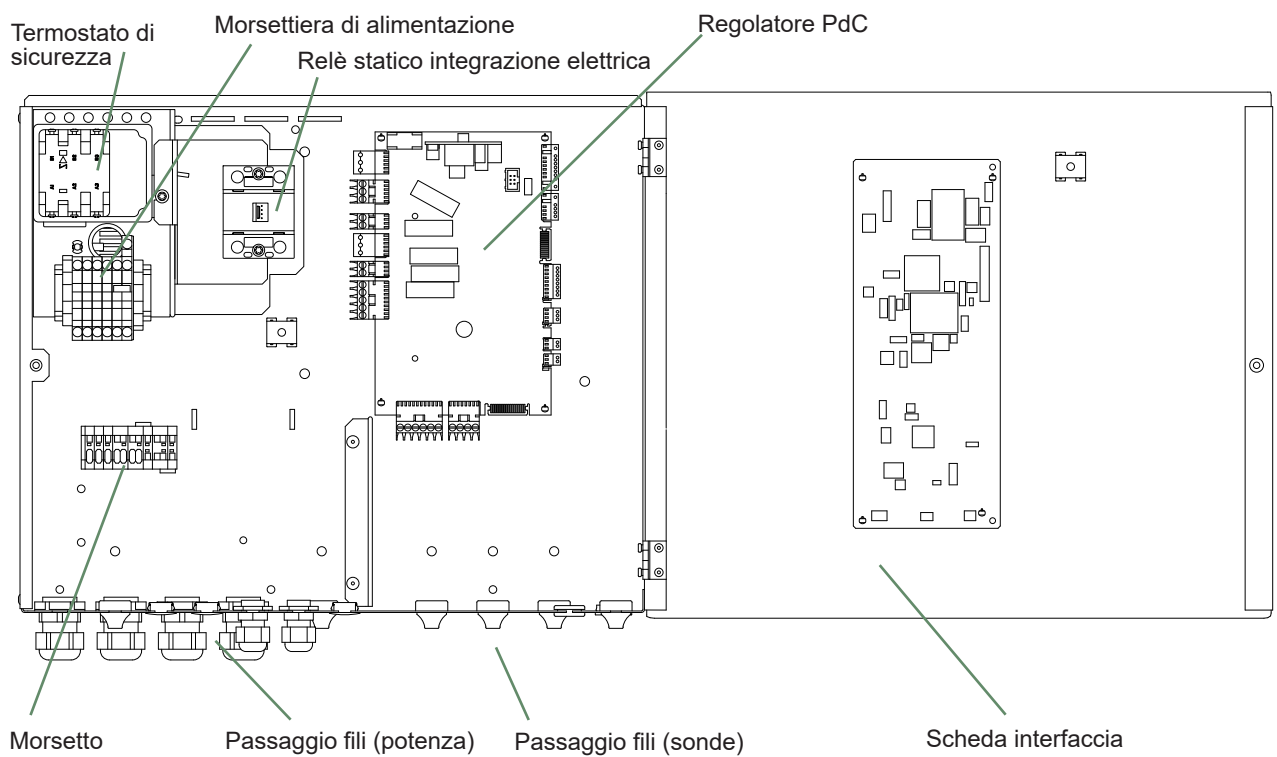 Termostato di
sicurezza
Morsettiera di alimentazione
Relè statico integrazione elettrica
Regolatore PdC
Morsetto
Passaggio fili (potenza)
Passaggio fili (sonde)
Scheda interfaccia